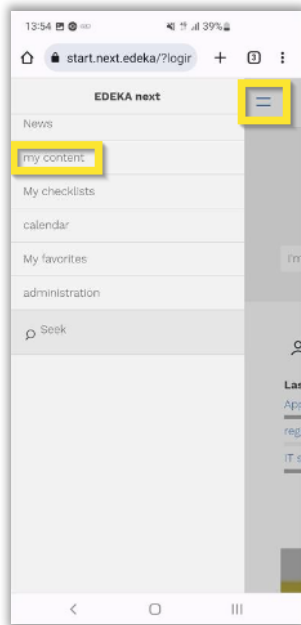 13:54 39%
start.next.edeka/?login 3
EDEKA next
News
my content
My checklists
calendar
My favorites
administration
Seek
I'm
Las
App
reg
IT s